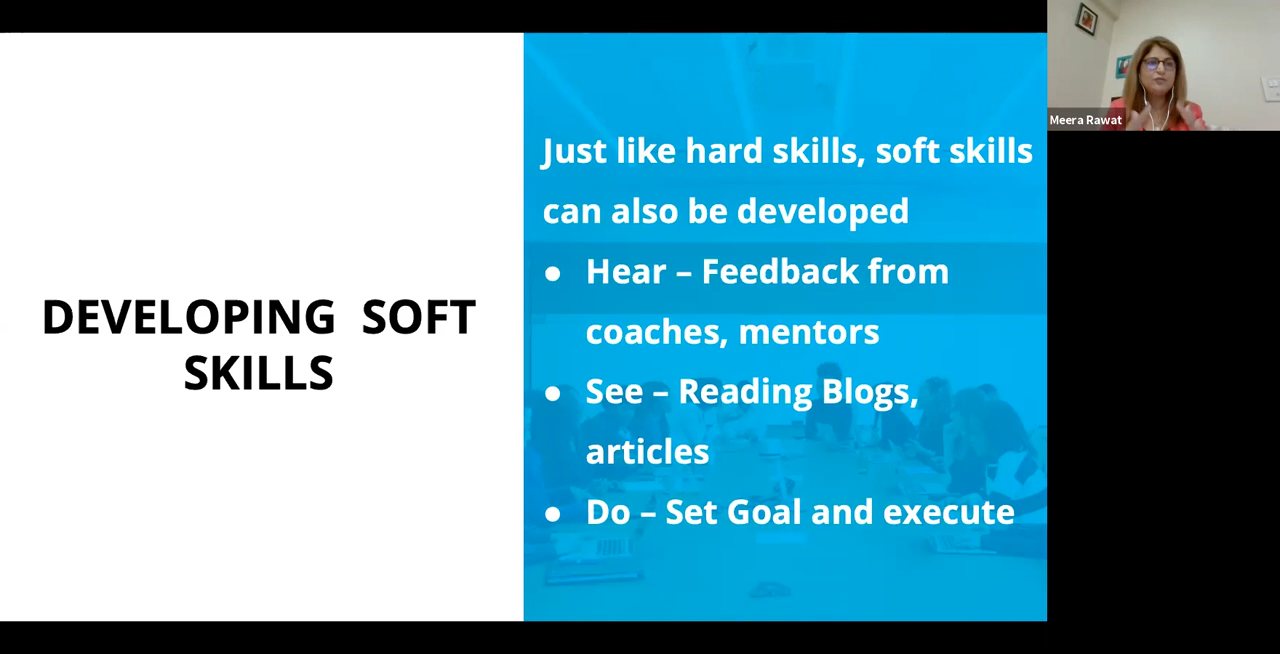 DEVELOPING SOFT
SKILLS
Just like hard skills, soft skills
can also be developed
● Hear – Feedback from
coaches, mentors
● See – Reading Blogs,
articles
● Do – Set Goal and execute
Meera Rawat